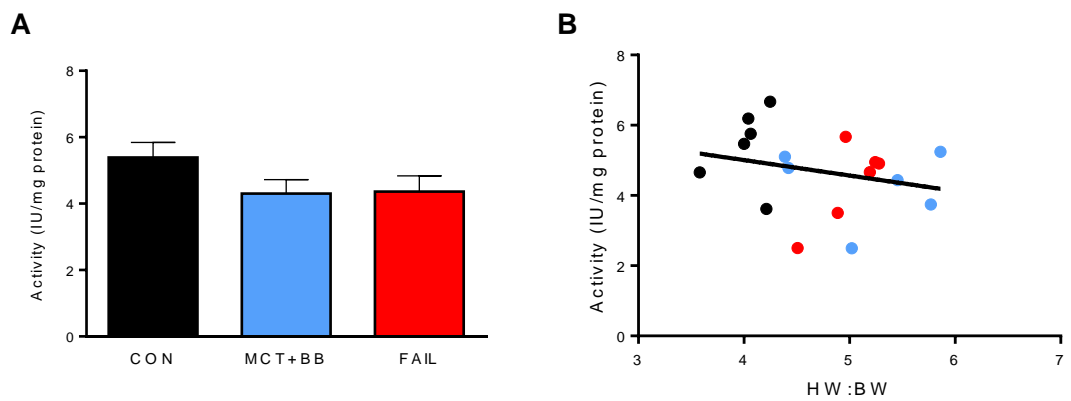 A
Activity (IU/mg protein)
8
6
4
2
0
CON MCT+BB FAIL
B
Activity (IU/mg protein)
8
6
4
2
0
3 4 5 6 7
HW:BW